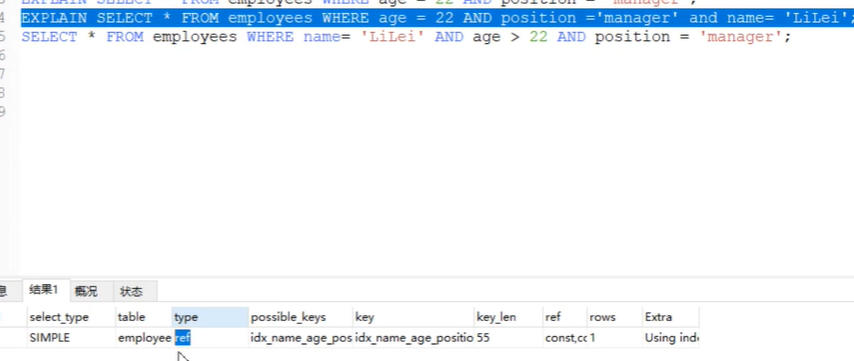 EXPLAIN SELECT * FROM employees WHERE age = 22 AND position = 'manager';
4 EXPLAIN SELECT * FROM employees WHERE age = 22 AND position ='manager' and name= 'LiLei';
5 SELECT * FROM employees WHERE name= 'LiLei' AND age > 22 AND position = 'manager';
6
7
8
9
息 结果1 概况 状态
select_type table type possible_keys key key_len ref rows Extra
SIMPLE employee ref idx_name_age_pos idx_name_age_positio 55 const,cc 1 Using ind